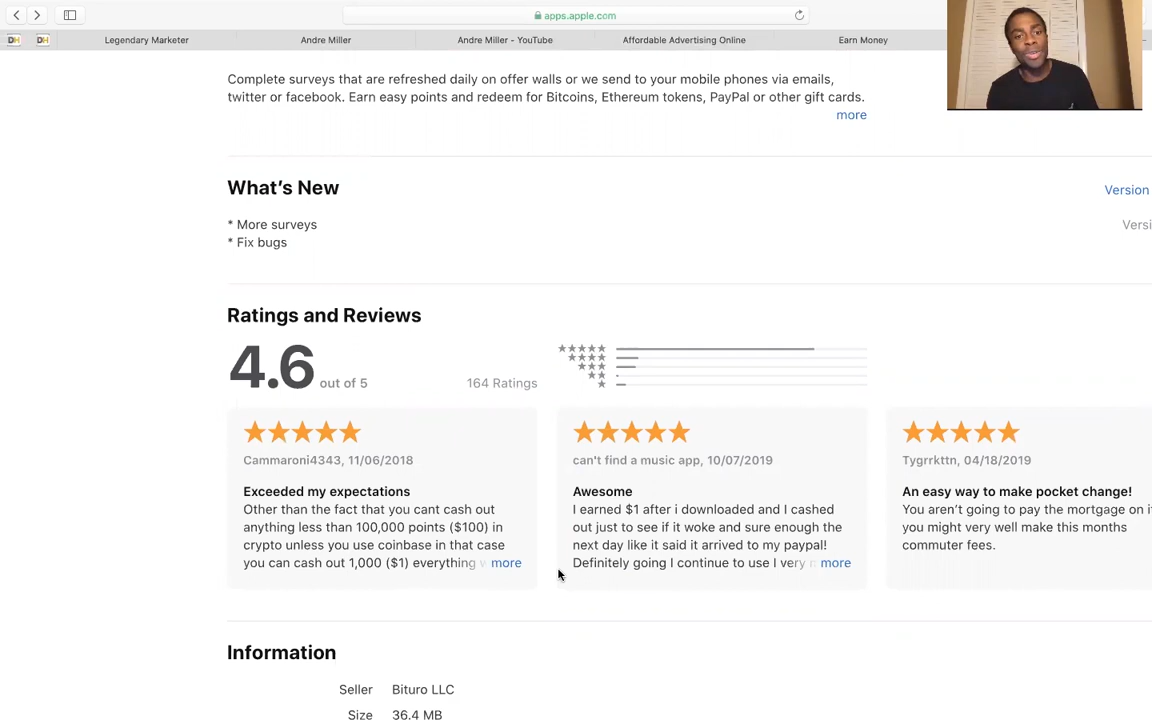 apps.apple.com
DH DH Legendary Marketer Andre Miller Andre Miller - YouTube Affordable Advertising Online Earn Money
Complete surveys that are refreshed daily on offer walls or we send to your mobile phones via emails,
twitter or facebook. Earn easy points and redeem for Bitcoins, Ethereum tokens, PayPal or other gift cards.
more
What's New
Version
* More surveys
Versi
* Fix bugs
Ratings and Reviews
4.6 out of 5
164 Ratings
Cammaroni4343, 11/06/2018
Exceeded my expectations
Other than the fact that you cant cash out
anything less than 100,000 points ($100) in
crypto unless you use coinbase in that case
you can cash out 1,000 ($1) everything more
can't find a music app, 10/07/2019
Awesome
I earned $1 after i downloaded and I cashed
out just to see if it woke and sure enough the
next day like it said it arrived to my paypal!
Definitely going I continue to use I very more
Tygrrkttn, 04/18/2019
An easy way to make pocket change!
You aren't going to pay the mortgage on i
you might very well make this months
commuter fees.
Information
Seller Bituro LLC
Size 36.4 MB